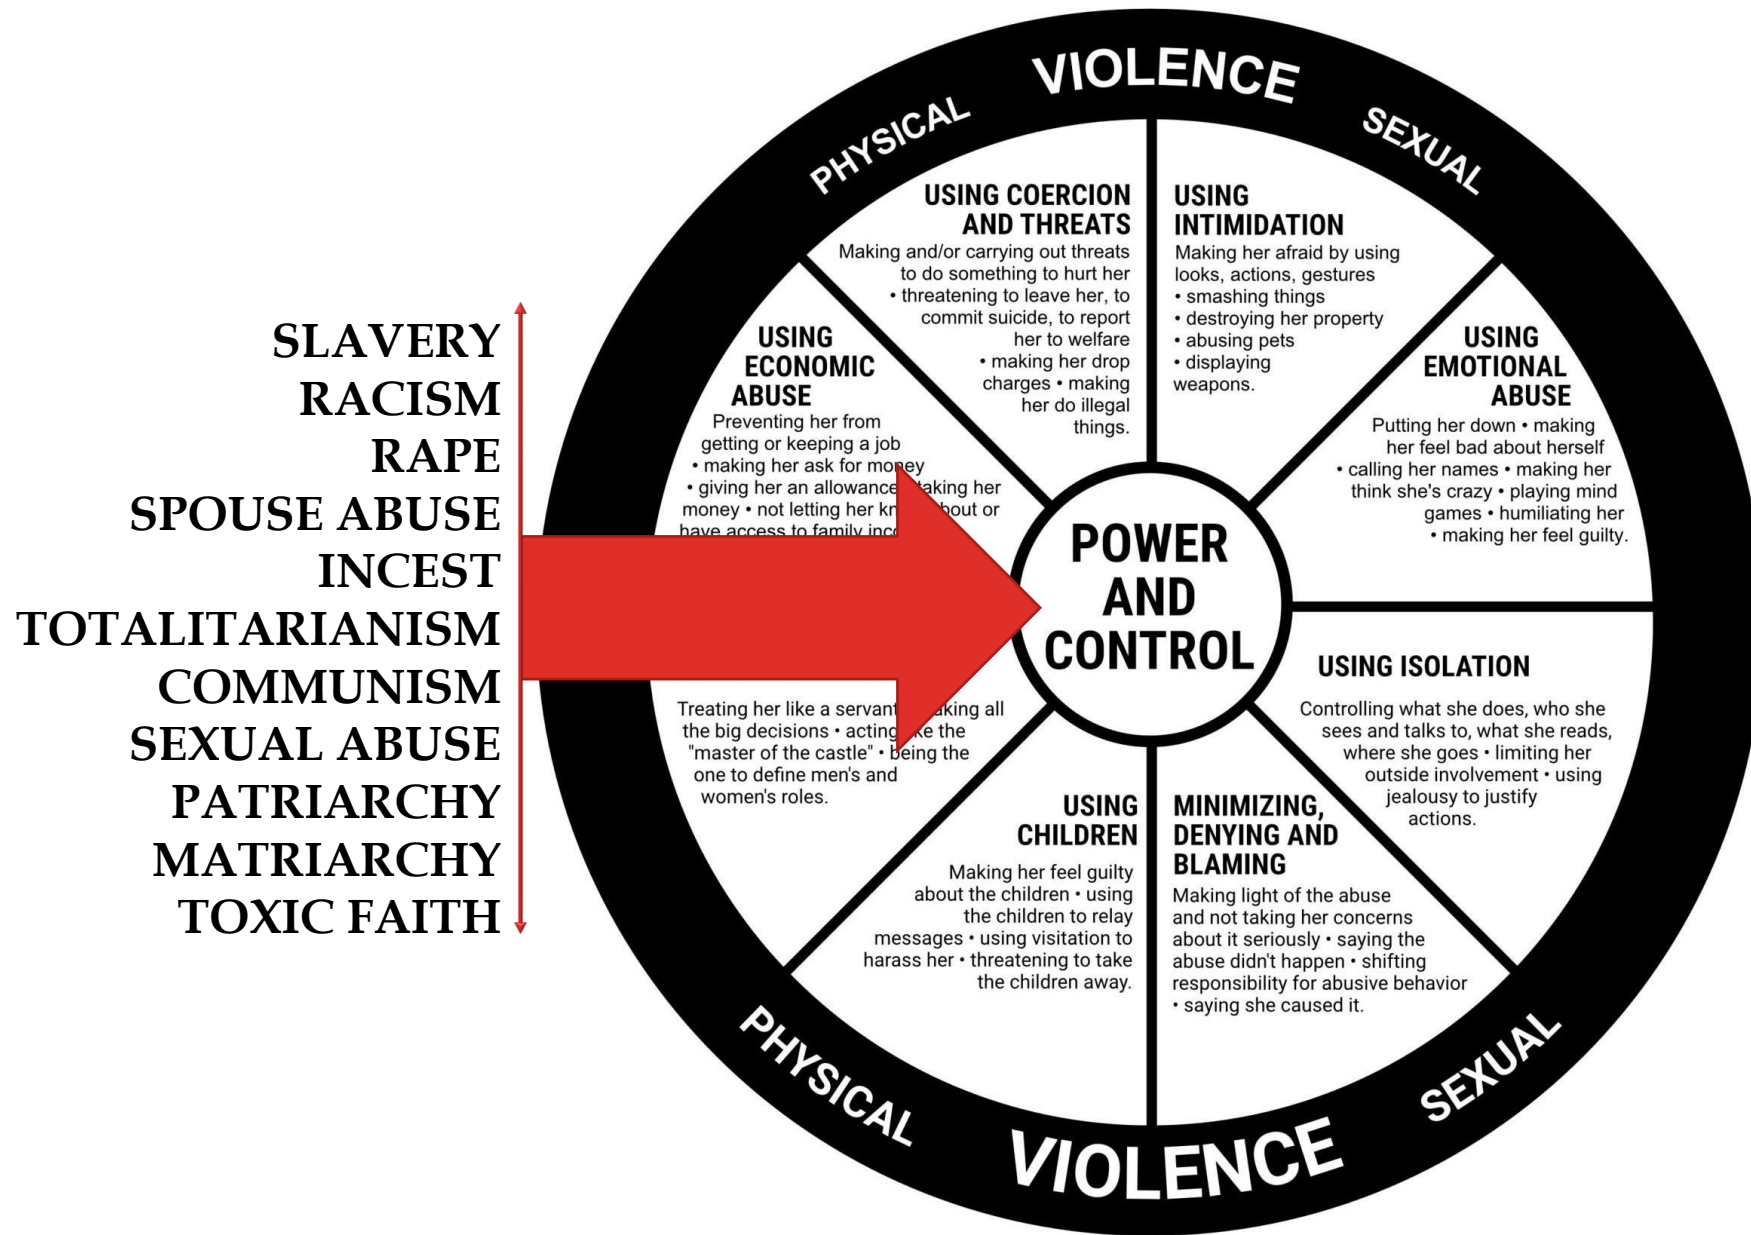 SLAVERY
RACISM
RAPE
SPOUSE ABUSE
INCEST
TOTALITARIANISM
COMMUNISM
SEXUAL ABUSE
PATRIARCHY
MATRIARCHY
TOXIC FAITH
PHYSICAL
VIOLENCE
SEXUAL
USING COERCION
AND THREATS
Making and/or carrying out threats
to do something to hurt her
• threatening to leave her, to
commit suicide, to report
her to welfare
• making her drop
charges • making
her do illegal
things.
USING
INTIMIDATION
Making her afraid by using
looks, actions, gestures
• smashing things
• destroying her property
• abusing pets
• displaying
weapons.
USING
EMOTIONAL
ABUSE
Putting her down • making
her feel bad about herself
• calling her names • making her
think she's crazy • playing mind
games • humiliating her
• making her feel guilty.
USING ISOLATION
Controlling what she does, who she
sees and talks to, what she reads,
where she goes • limiting her
outside involvement • using
jealousy to justify
actions.
MINIMIZING,
DENYING AND
BLAMING
Making light of the abuse
and not taking her concerns
about it seriously • saying the
abuse didn't happen • shifting
responsibility for abusive behavior
• saying she caused it.
USING
CHILDREN
Making her feel guilty
about the children • using
the children to relay
messages • using visitation to
harass her • threatening to take
the children away.
Treating her like a servant all
the big decisions • acting the
"master of the castle" • being the
one to define men's and
women's roles.
USING
ECONOMIC
ABUSE
Preventing her from
getting or keeping a job
• making her ask for money
• giving her an allowance taking her
money • not letting her or
have access to family
POWER
AND
CONTROL
PHYSICAL
VIOLENCE
SEXUAL